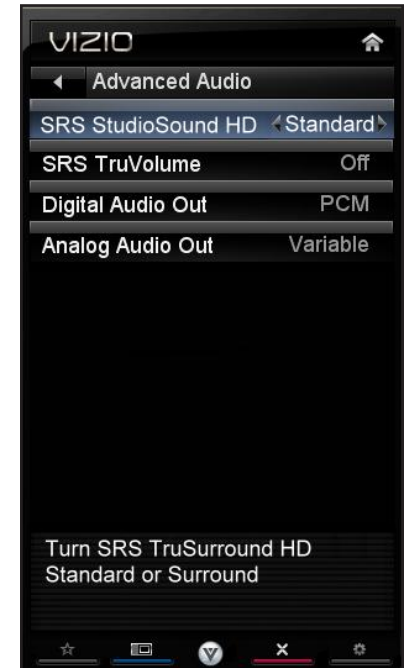 VIZIO
Advanced Audio
SRS StudioSound HD Standard
SRS TruVolume Off
Digital Audio Out PCM
Analog Audio Out Variable
Turn SRS TruSurround HD
Standard or Surround
V